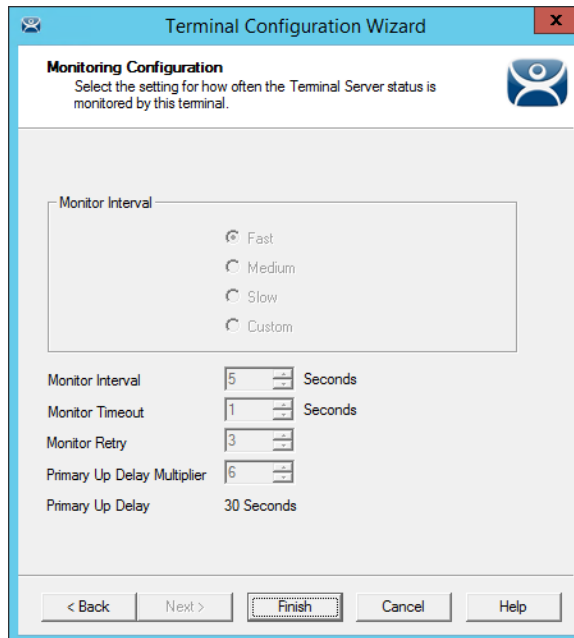 Terminal Configuration Wizard
x
Monitoring Configuration
Select the setting for how often the Terminal Server status is
monitored by this terminal.
Monitor Interval
Fast
Medium
Slow
Custom
Monitor Interval 5 Seconds
Monitor Timeout 1 Seconds
Monitor Retry 3
Primary Up Delay Multiplier 6
Primary Up Delay 30 Seconds
< Back Next > Finish Cancel Help